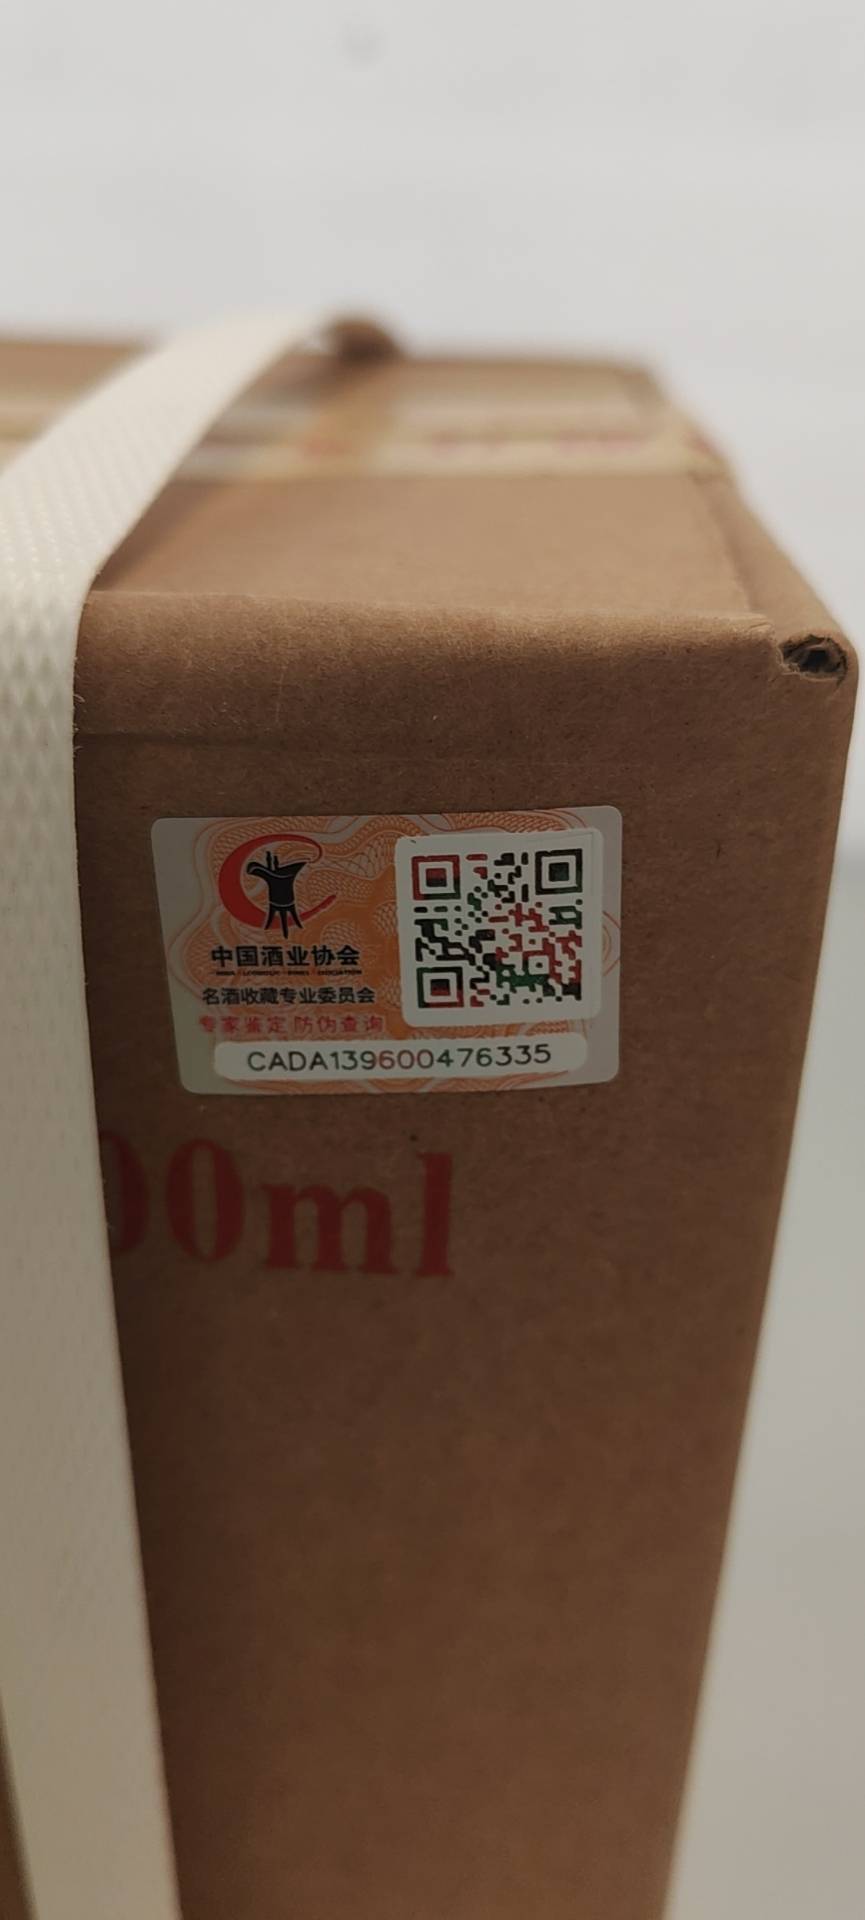 中国酒业协会
名酒收藏专业委员会
专家鉴定 防伪查询
CADA139600476335
00ml